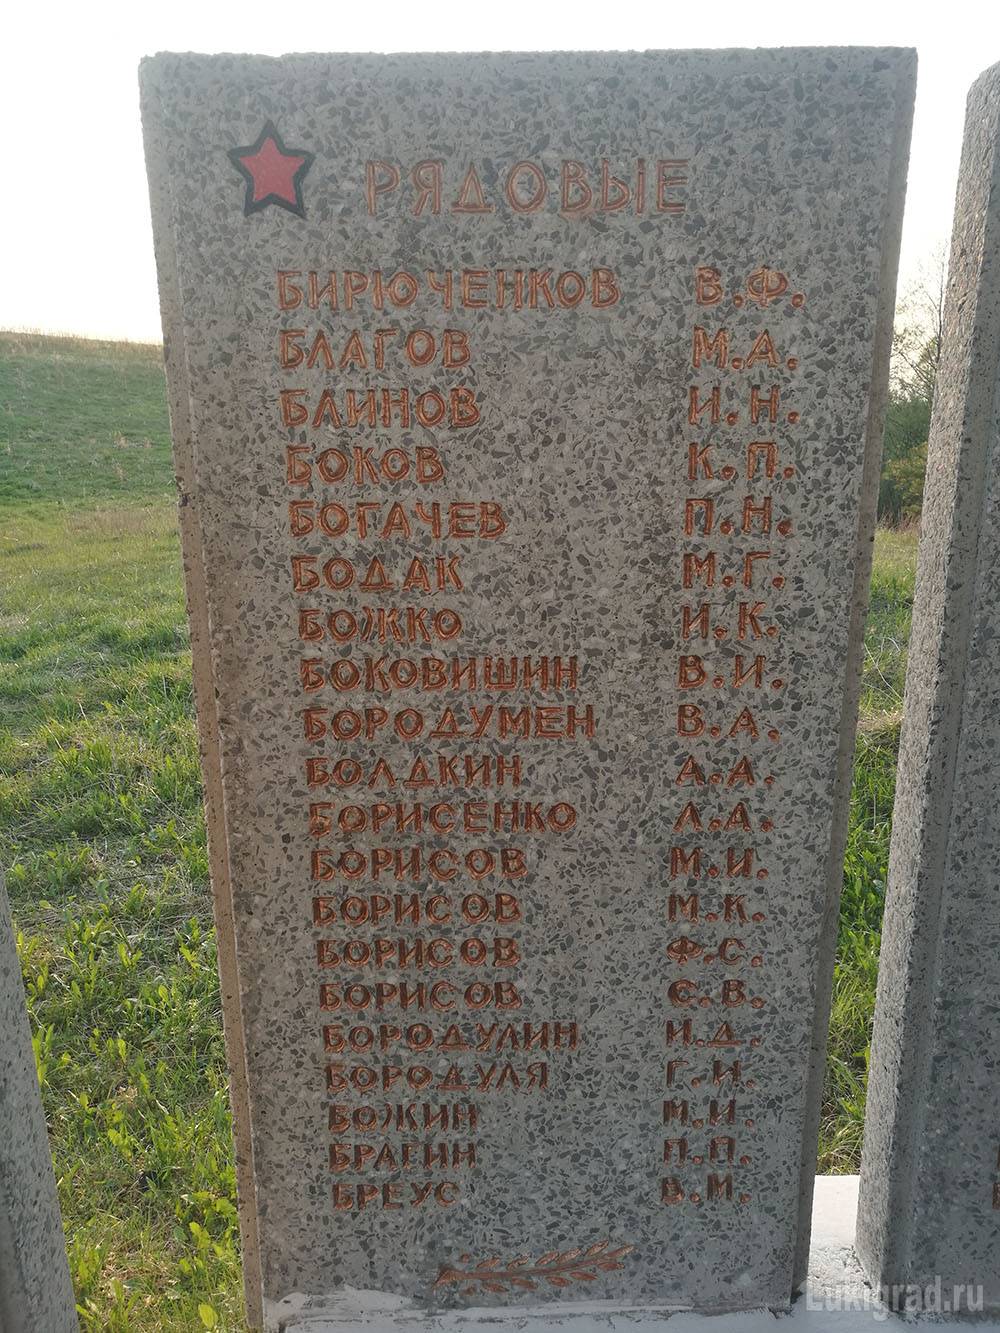 РЯДОВЫЕ
БИРЮЧЕНКОВ В.Ф.
БЛАГОВ М.А.
БЛИНОВ И.Н.
БОКОВ К.П.
БОГАЧЕВ П.Н.
БОДАК М.Г.
БОЖКО И.К.
БОКОВИШИН В.И.
БОРОДУМЕН В.А.
БОЛДКИН А.А.
БОРИСЕНКО Л.А.
БОРИСОВ М.И.
БОРИСОВ М.К.
БОРИСОВ Ф.С.
БОРИСОВ С.В.
БОРОДУЛИН И.Д.
БОРОДУЛЯ Г.И.
БОЖИН М.И.
БРАГИН П.П.
БРЕУС В.М.
Lukigrad.ru